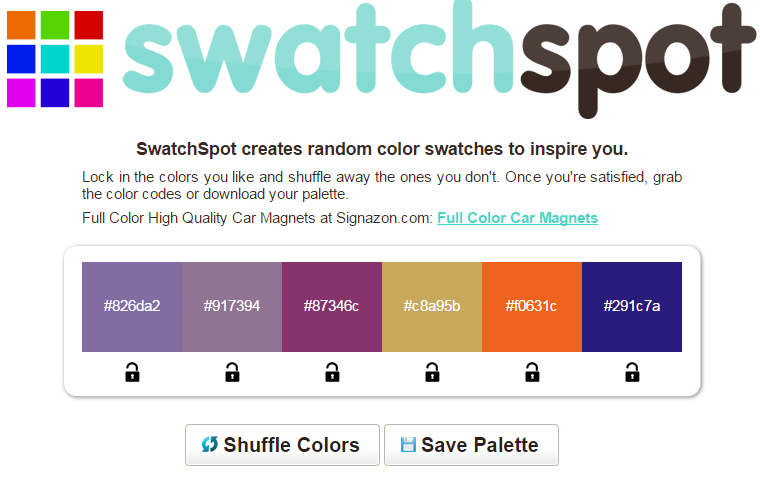 swatchspot
SwatchSpot creates random color swatches to inspire you.
Lock in the colors you like and shuffle away the ones you don't. Once you're satisfied, grab
the color codes or download your palette.
Full Color High Quality Car Magnets at Signazon.com: Full Color Car Magnets
#826da2 #917394 #87346c #c8a95b #f0631c #291c7a
Shuffle Colors Save Palette